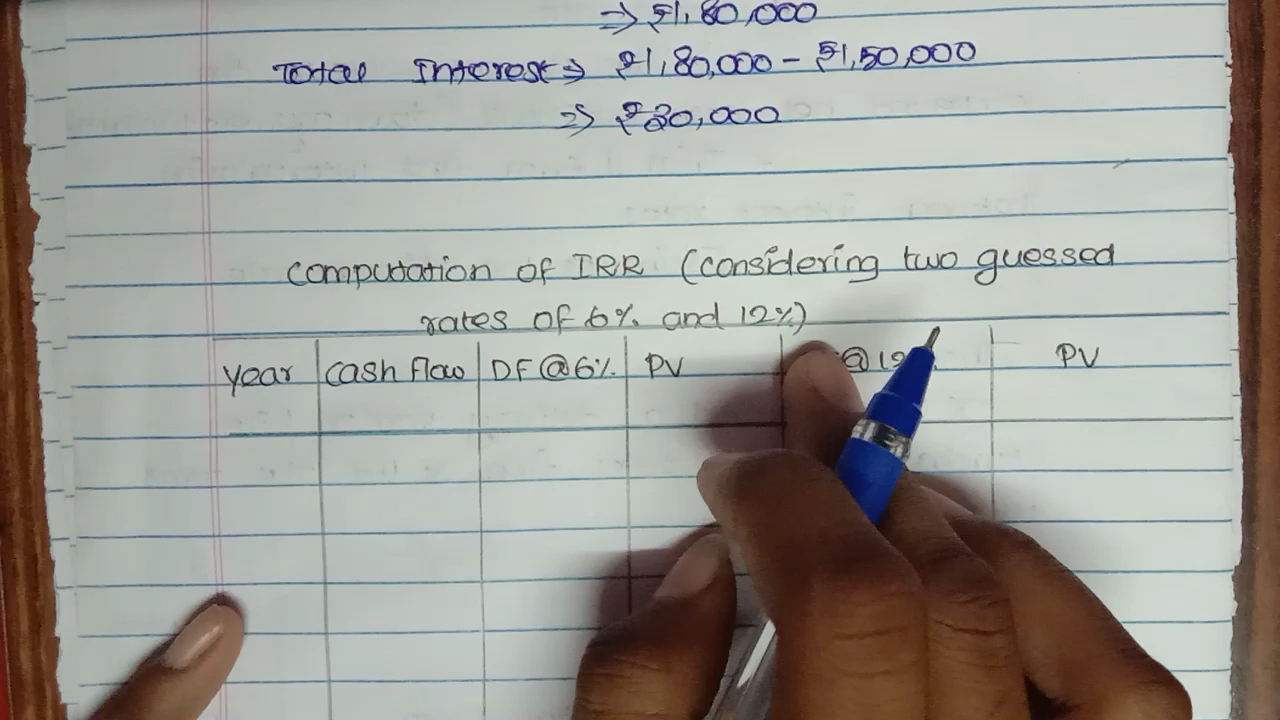 ⇒ ₹1,80,000
Total Interest ⇒ ₹1,80,000 - ₹1,50,000
⇒ ₹30,000
Computation of IRR (Considering two guessed
rates of 6% and 12%)
Year Cash Flow DF@6% PV @12% PV